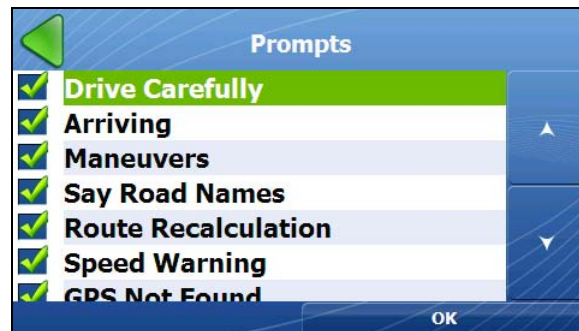 Prompts
Drive Carefully
Arriving
Maneuvers
Say Road Names
Route Recalculation
Speed Warning
GPS Not Found
OK